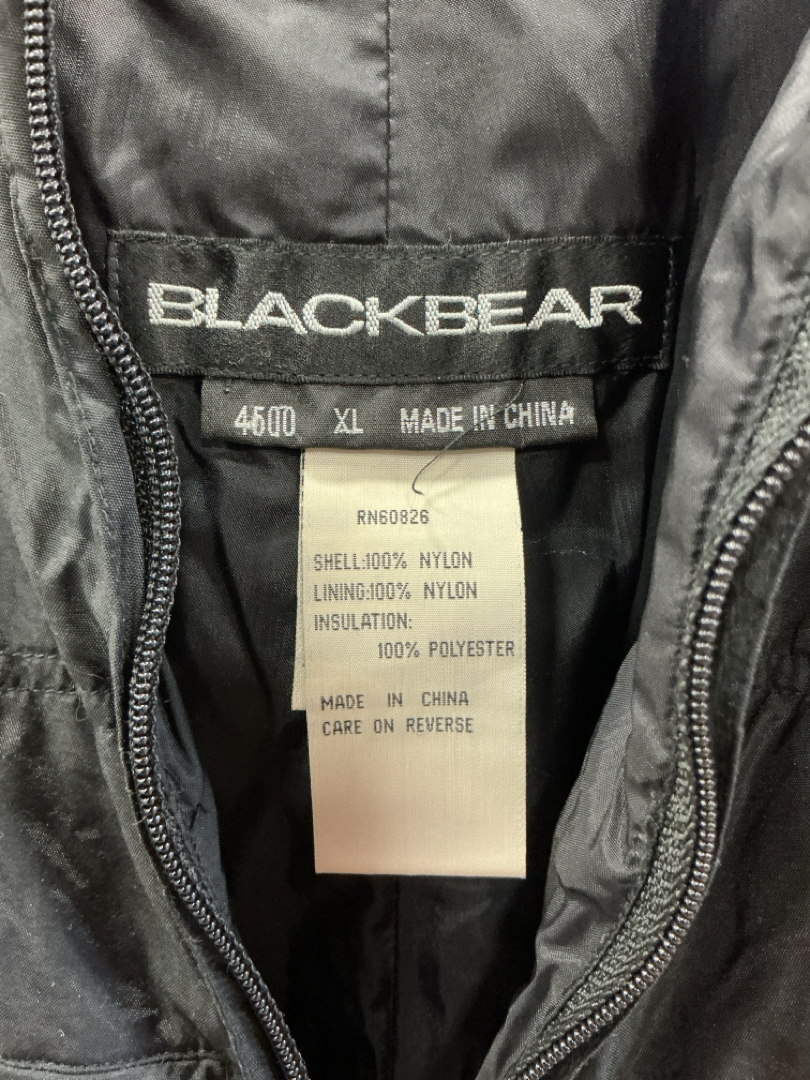 BLACKBEAR
4500 XL MADE IN CHINA
RN60826
SHELL:100% NYLON
LINING:100% NYLON
INSULATION:
100% POLYESTER
MADE IN CHINA
CARE ON REVERSE